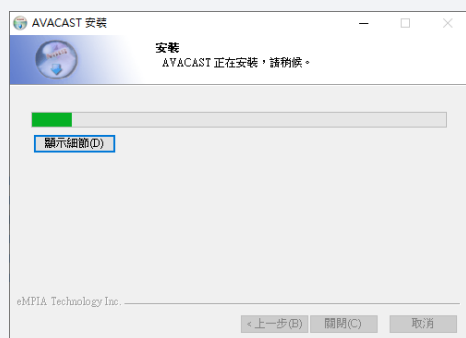 AVACAST 安裝
安裝
AVACAST 正在安裝，請稍候。
顯示細節(D)
eMPIA Technology Inc.
<上一步(B) 關閉(C) 取消